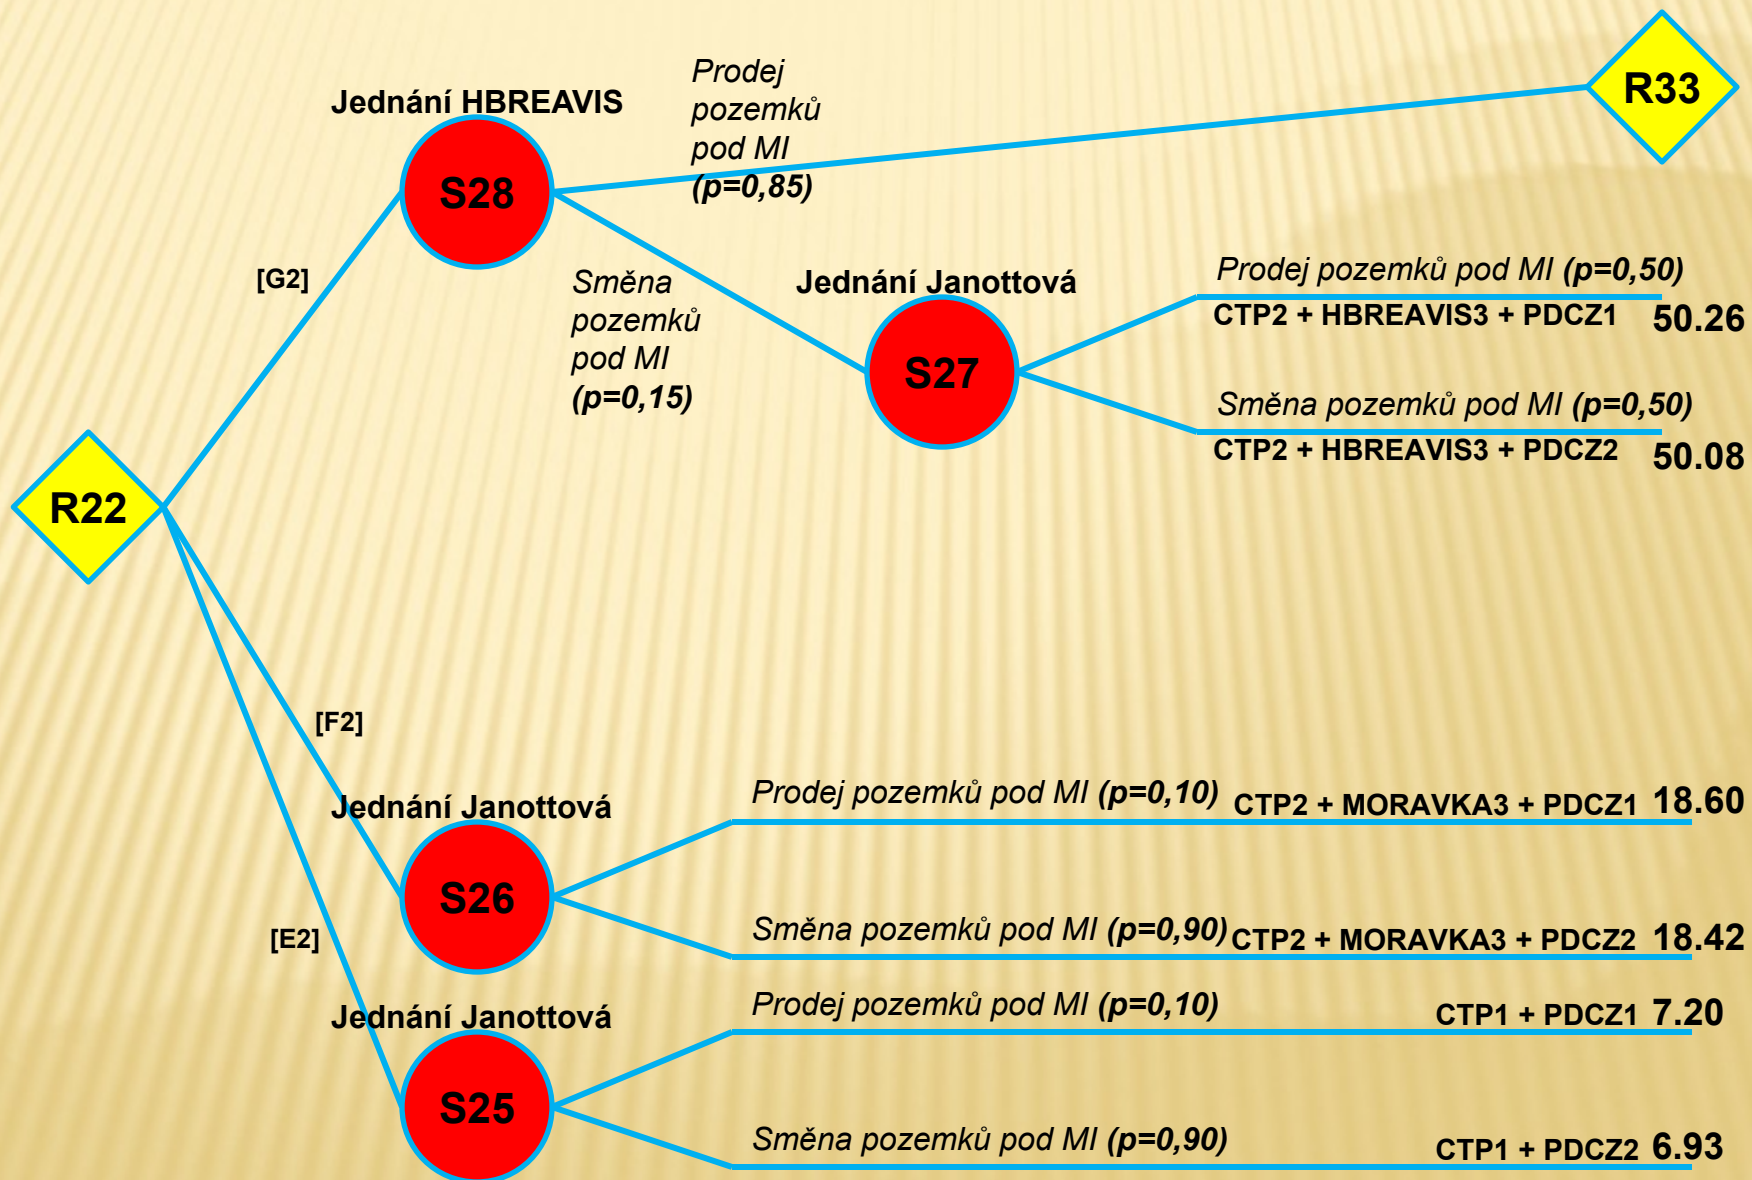 R33
Prodej
pozemků
pod MI
(p=0,85)
Jednání HBREAVIS
S28
[G2]
Směna
pozemků
pod MI
(p=0,15)
Jednání Janottová
S27
Prodej pozemků pod MI (p=0,50)
CTP2 + HBREAVIS3 + PDCZ1 50.26
Směna pozemků pod MI (p=0,50)
CTP2 + HBREAVIS3 + PDCZ2 50.08
R22
[F2]
Jednání Janottová
S26
Prodej pozemků pod MI (p=0,10) CTP2 + MORAVKA3 + PDCZ1 18.60
Směna pozemků pod MI (p=0,90) CTP2 + MORAVKA3 + PDCZ2 18.42
[E2]
Jednání Janottová
S25
Prodej pozemků pod MI (p=0,10) CTP1 + PDCZ1 7.20
Směna pozemků pod MI (p=0,90) CTP1 + PDCZ2 6.93